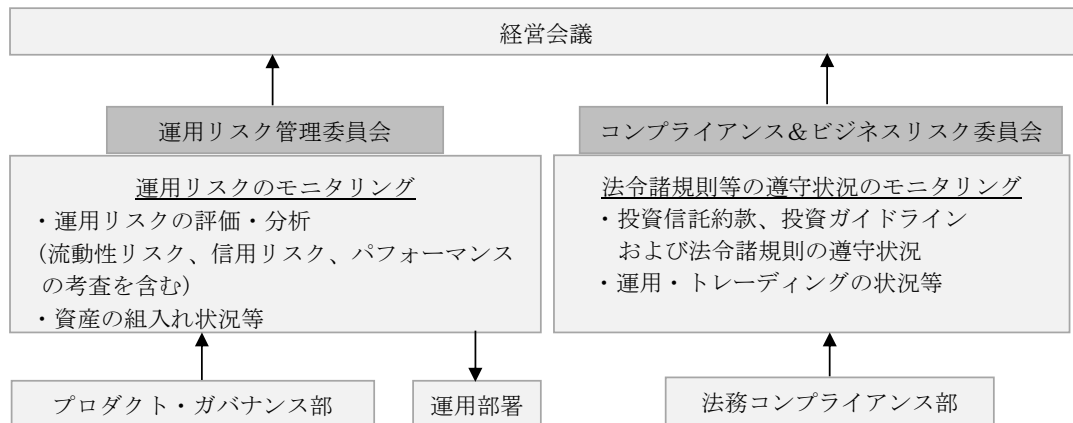 経営会議
運用リスク管理委員会
コンプライアンス＆ビジネスリスク委員会
運用リスクのモニタリング
・運用リスクの評価・分析
(流動性リスク、信用リスク、パフォーマンス
の考査を含む)
・資産の組入れ状況等
法令諸規則等の遵守状況のモニタリング
・投資信託約款、投資ガイドライン
および法令諸規則の遵守状況
・運用・トレーディングの状況等
プロダクト・ガバナンス部
運用部署
法務コンプライアンス部